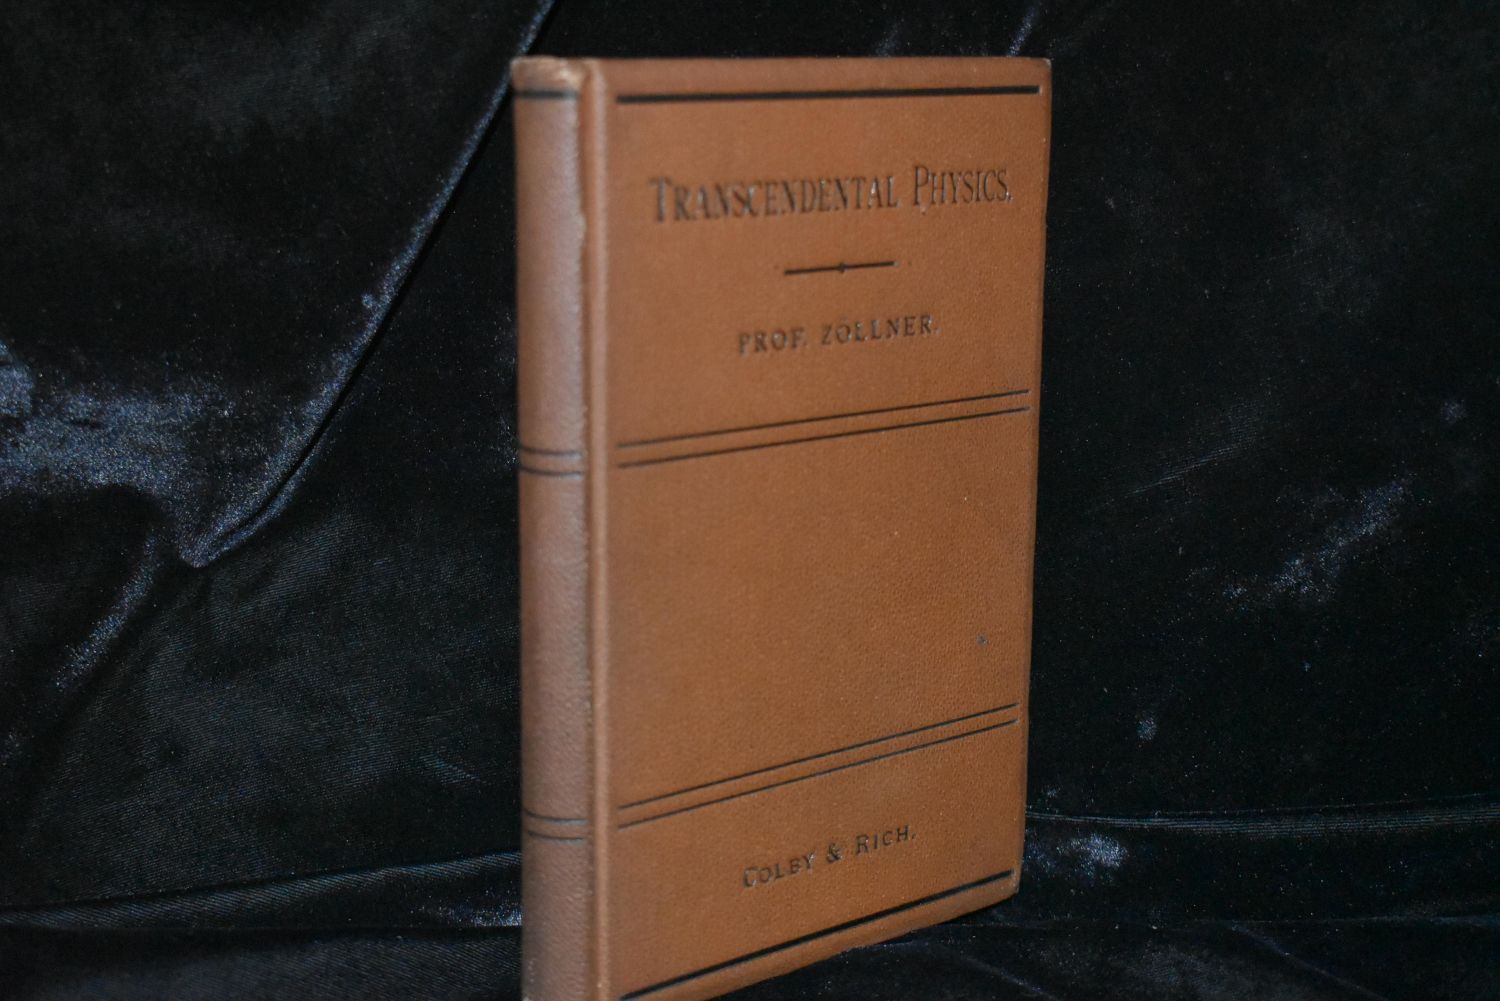 TRANSCENDENTAL PHYSICS.
PROF. ZÖLLNER.
COLBY & RICH.